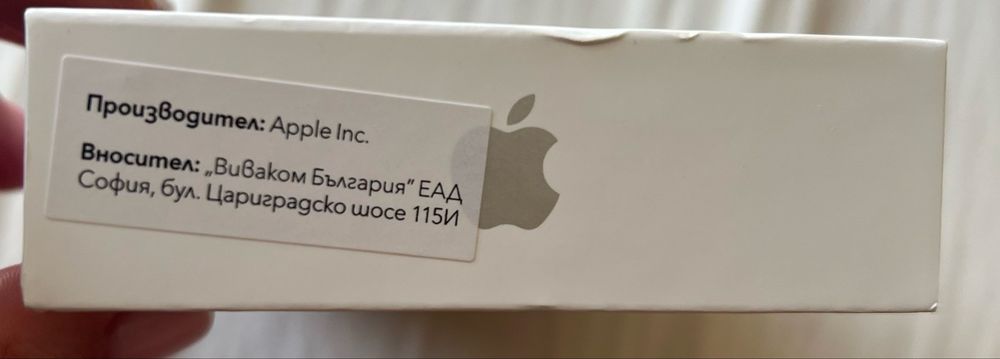 Производител: Apple Inc.
Вносител: „Виваком България” ЕАД
София, бул. Цариградско шосе 115И